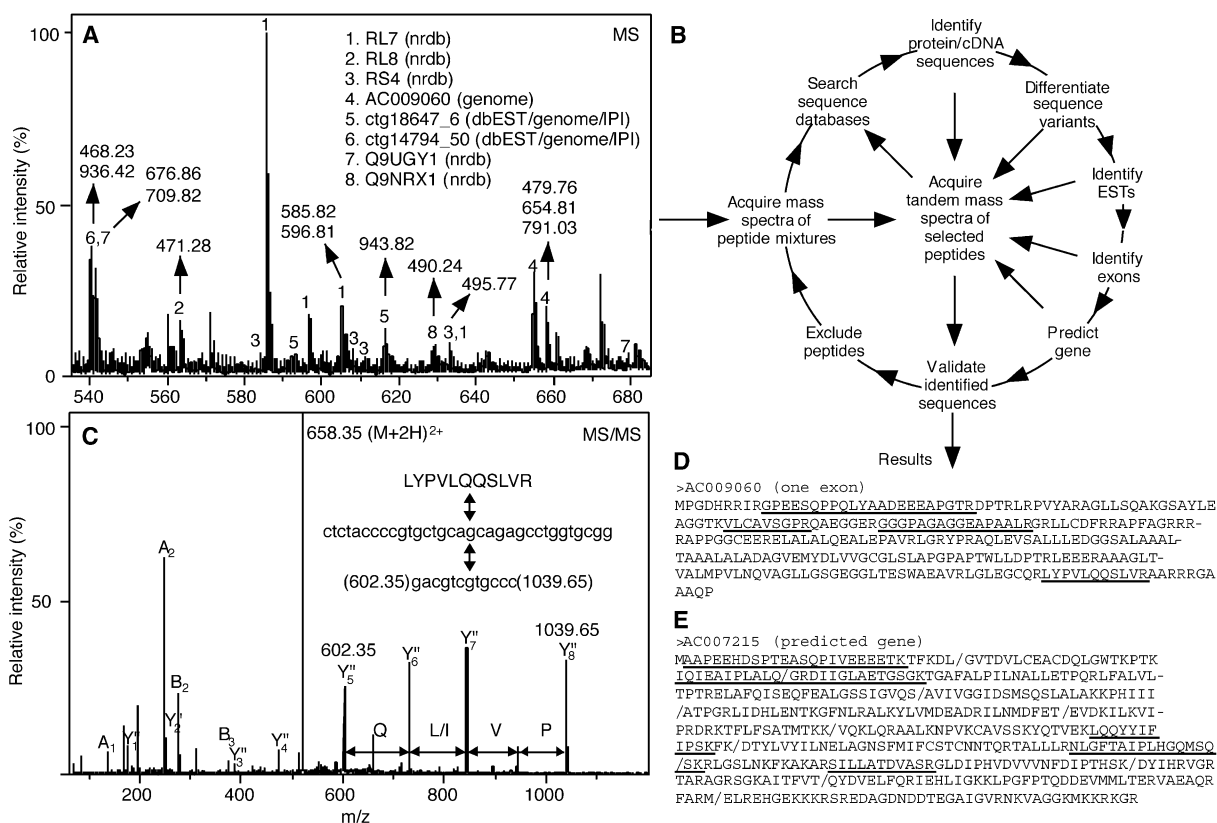 A
MS
Relative intensity (%)
100
50
0
1. RL7 (nrdb)
2. RL8 (nrdb)
3. RS4 (nrdb)
4. AC009060 (genome)
5. ctg18647_6 (dbEST/genome/IPI)
6. ctg14794_50 (dbEST/genome/IPI)
7. Q9UGY1 (nrdb)
8. Q9NRX1 (nrdb)
468.23
936.42
676.86
709.82
6,7
471.28
2
3
1
5
1
585.82
596.81
1
3
3
943.82
5
490.24
8
495.77
3,1
479.76
654.81
791.03
4
4
7
540 560 580 600 620 640 660 680
B
Identify
protein/cDNA
sequences
Differentiate
sequence
variants
Identify
ESTs
Identify
exons
Predict
gene
Validate
identified
sequences
Exclude
peptides
Acquire mass
spectra of
peptide mixtures
Search
sequence
databases
Acquire
tandem mass
spectra of
selected
peptides
Results
C
MS/MS
Relative intensity (%)
100
50
0
658.35 (M+2H)2+
LYPVLQQSLVR
ctctaccccgtgctgcagcagagcctggtgcgg
(602.35)gacgtcgtgccc(1039.65)
A1
Y"1
A2
Y"2
B2
B3
Y"3
Y"4
602.35
Y"5
Y"6
Y"7
1039.65
Y"8
Q
L/I
V
P
200 400 600 800 1000
m/z
D
>AC009060 (one exon)
MPGDHRRIRGPEESQPPQLYAADEEEAPGTRDPTRLRPVYARAGLLSQAKGSAYLE
AGGTKVLCAVSGPRQAEGGERGGGPAGAGGEAPAALRGRLLCDFRRAPFAGRRR-
RAPPGGCEERELALALQEALEPAVRLGRYPRAQLEVSALLLEDGGSALAAAL-
TAAALALADAGVEMYDLVVGCGLSLAPGPAPTWLLDPTRLEEERAAAGLT-
VALMPVLNQVAGLLGSGEGGLTESWAEAVRLGLEGCQRLYPVLQQSLVRAARRRGA
AAQP
E
>AC007215 (predicted gene)
MAAPEEHDSPTEASQPIVEEEETKTFKDL/GVTDVLCEACDQLGWTKPTK
IQIEAIPLALQ/GRDIIGLAETGSGKTGAFALPILNALLETPQRLFALVL-
TPTRELAFQISEQFEALGSSIGVQS/AVIVGGIDSMSQSLALAKKPHIII
/ATPGRLIDHLENTKGFNLRALKYLVMDEADRILNMDFET/EVDKILKVI-
PRDRKTFLFSATMTKK/VQKLQRAALKNPVKCAVSSKYQTVEKLQQYYIF
IPSKFK/DTYLVYILNELAGNSFMIFCSTCNNTQRTALLLRNLGFTAIPLHGQMSQ
/SKRLGSLNKFKAKARSILLATDVASRGLDIPHVDVVVNFDIPTHSK/DYIHRVGR
TARAGRSGKAITFVT/QYDVELFQRIEHLIGKKLPGFPTQDDEVMMLTERVAEAQR
FARM/ELREHGEKKKRSREDAGDNDDTEGAIGVRNKVAGGKMKKRKGR